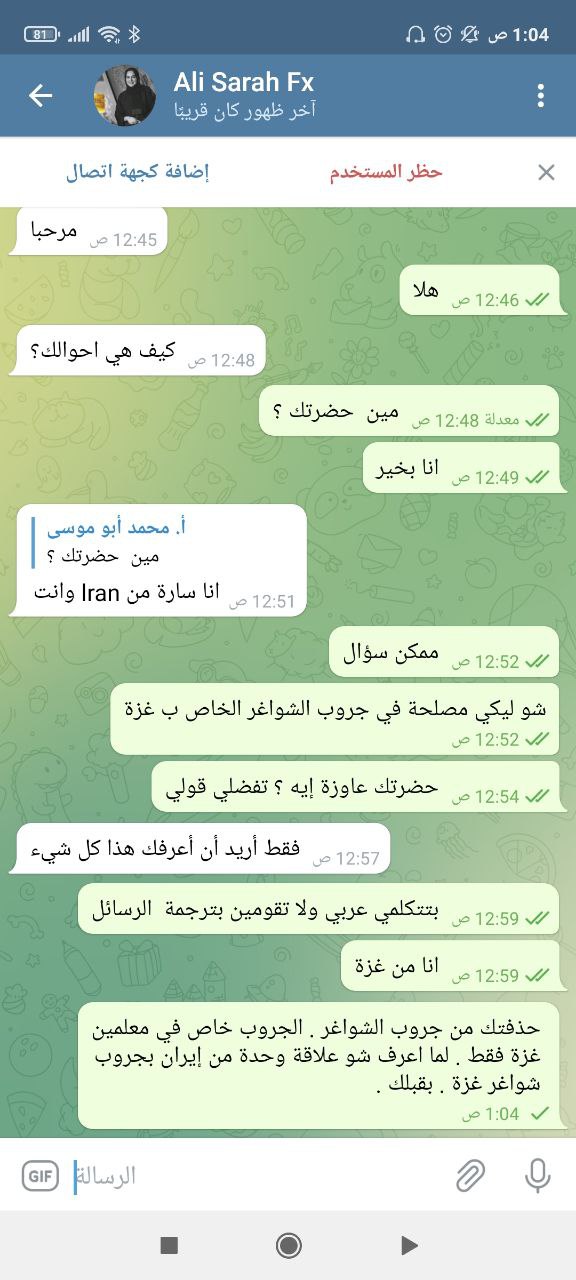 81
1:04 ص
Ali Sarah Fx
آخر ظهور كان قريبًا
حظر المستخدم
إضافة كجهة اتصال
مرحبا
12:45 ص
هلا
12:46 ص
كيف هي احوالك؟
12:48 ص
مين حضرتك ؟
معدلة 12:48 ص
انا بخير
12:49 ص
أ. محمد أبو موسى
مين حضرتك ؟
انا سارة من Iran وانت
12:51 ص
ممكن سؤال
12:52 ص
شو ليكي مصلحة في جروب الشواغر الخاص ب غزة
12:52 ص
حضرتك عاوزة إيه ؟ تفضلي قولي
12:54 ص
فقط أريد أن أعرفك هذا كل شيء
12:57 ص
بتتكلمي عربي ولا تقومين بترجمة الرسائل
12:59 ص
انا من غزة
12:59 ص
حذفتك من جروب الشواغر . الجروب خاص في معلمين
غزة فقط . لما اعرف شو علاقة وحدة من إيران بجروب
شواغر غزة . بقبلك .
1:04 ص
GIF
الرسالة